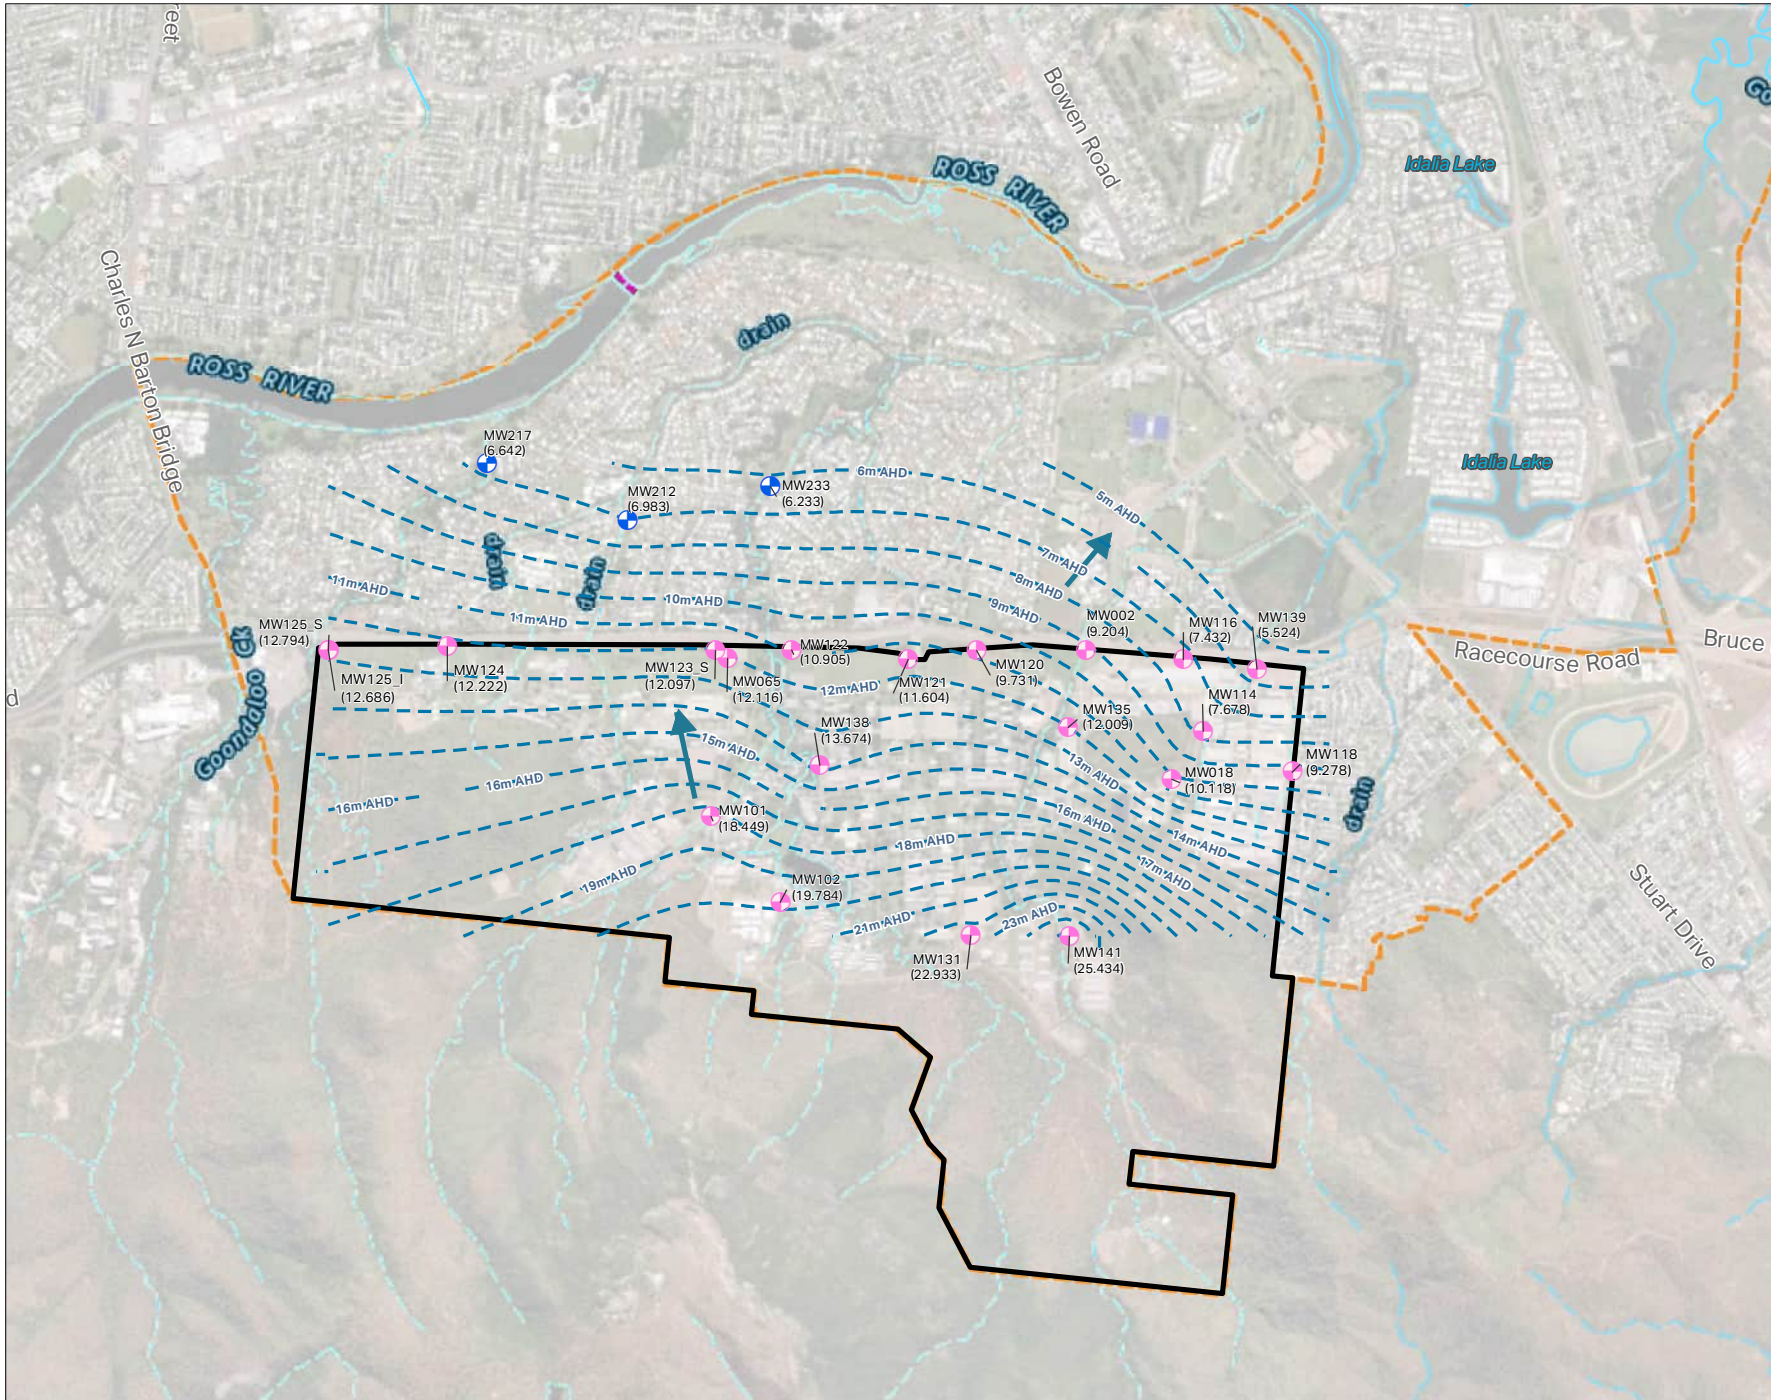 reet
Bowen Road
Go
ROSS RIVER
Idalia Lake
Charles N Barton Bridge
drain
ROSS RIVER
MW217
(6.642)
MW212
(6.983)
MW233
(6.233)
6m AHD
5m AHD
Idalia Lake
drain
drain
7m AHD
8m AHD
9m AHD
11m AHD
11m AHD
10m AHD
MW125_S
(12.794)
MW125_I
(12.686)
MW124
(12.222)
MW123_S
(12.097)
MW065
(12.116)
MW122
(10.905)
MW121
(11.604)
MW120
(9.731)
MW002
(9.204)
MW116
(7.432)
MW139
(5.524)
Racecourse Road
Bruce
d
Goondaloo Ck
12m AHD
MW114
(7.678)
MW135
(12.009)
MW138
(13.674)
15m AHD
13m AHD
MW118
(9.278)
MW018
(10.118)
16m AHD
16m AHD
MW101
(18.449)
16m AHD
14m AHD
drain
18m AHD
17m AHD
19m AHD
MW102
(19.784)
21m AHD
23m AHD
MW131
(22.933)
MW141
(25.434)
Stuart Drive